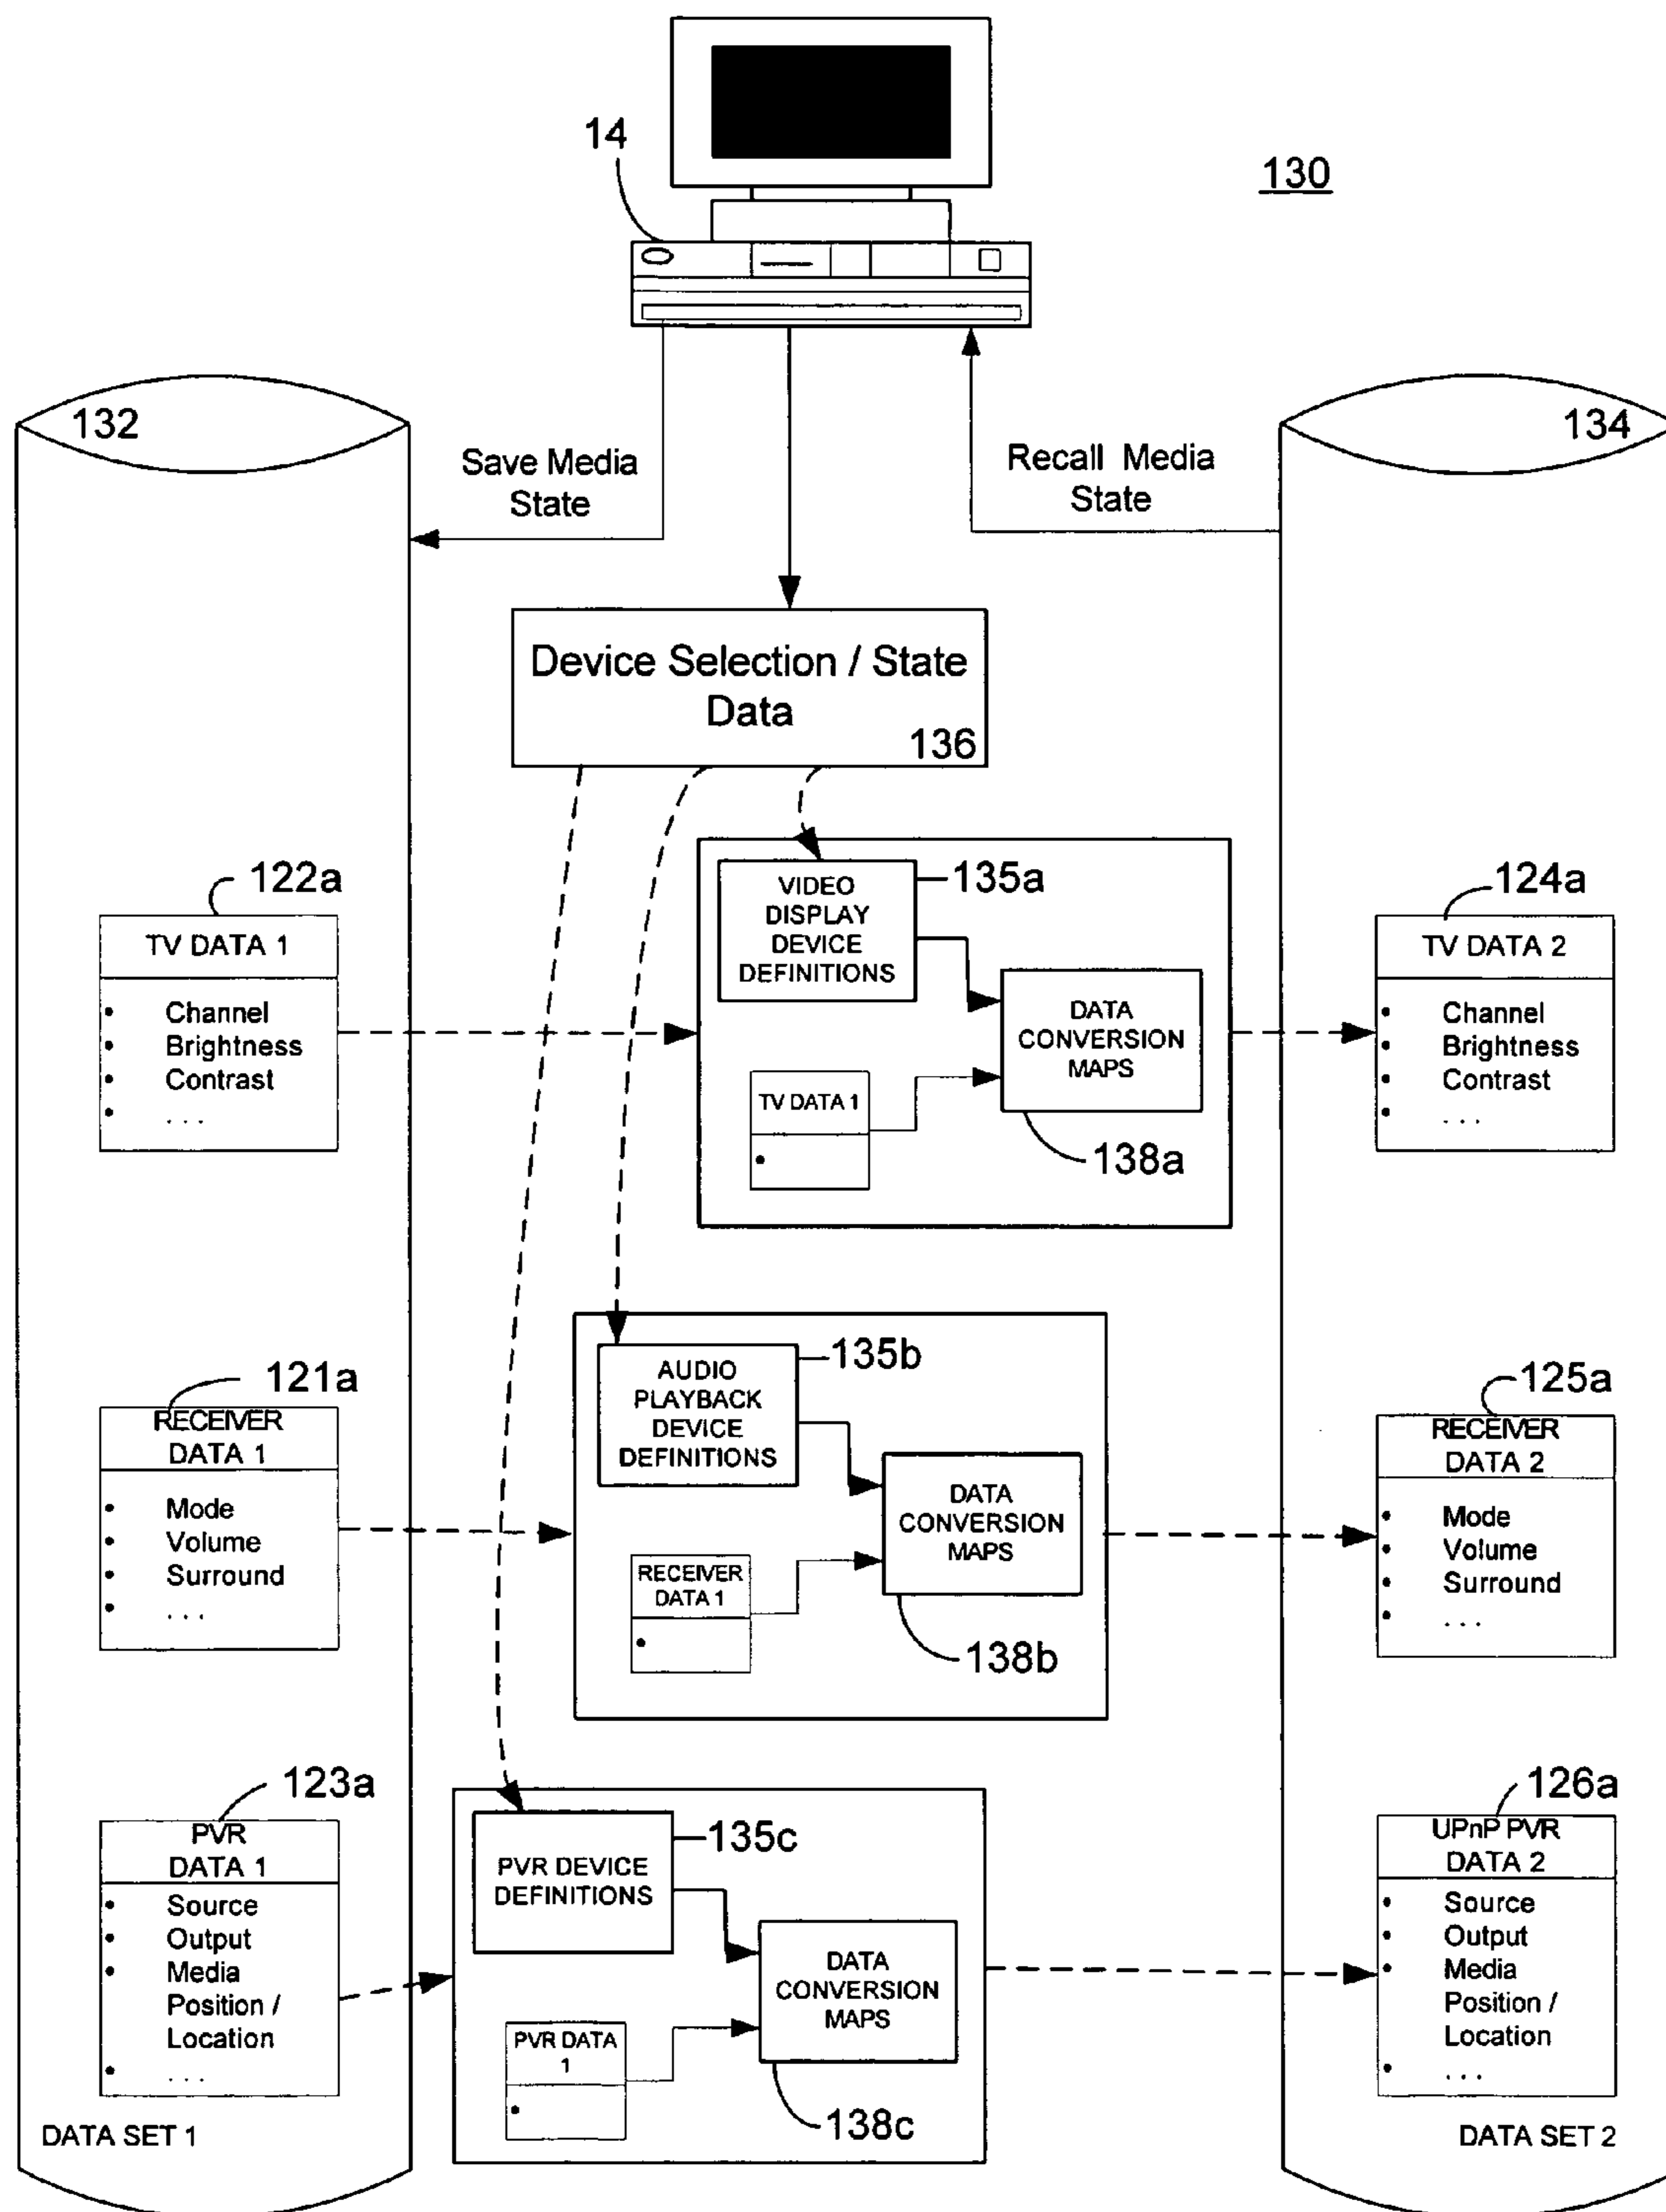 14
130
132
134
Save Media
State
Recall Media
State
Device Selection / State
Data
136
122a
TV DATA 1
• Channel
• Brightness
• Contrast
• . . .
VIDEO
DISPLAY
DEVICE
DEFINITIONS
135a
DATA
CONVERSION
MAPS
TV DATA 1
•
138a
124a
TV DATA 2
• Channel
• Brightness
• Contrast
• . . .
121a
RECEIVER
DATA 1
• Mode
• Volume
• Surround
• . . .
AUDIO
PLAYBACK
DEVICE
DEFINITIONS
135b
DATA
CONVERSION
MAPS
RECEIVER
DATA 1
•
138b
125a
RECEIVER
DATA 2
• Mode
• Volume
• Surround
• . . .
123a
PVR
DATA 1
• Source
• Output
• Media
Position /
Location
• . . .
DATA SET 1
PVR DEVICE
DEFINITIONS
135c
DATA
CONVERSION
MAPS
PVR DATA
1
•
138c
126a
UPnP PVR
DATA 2
• Source
• Output
• Media
Position /
Location
• . . .
DATA SET 2